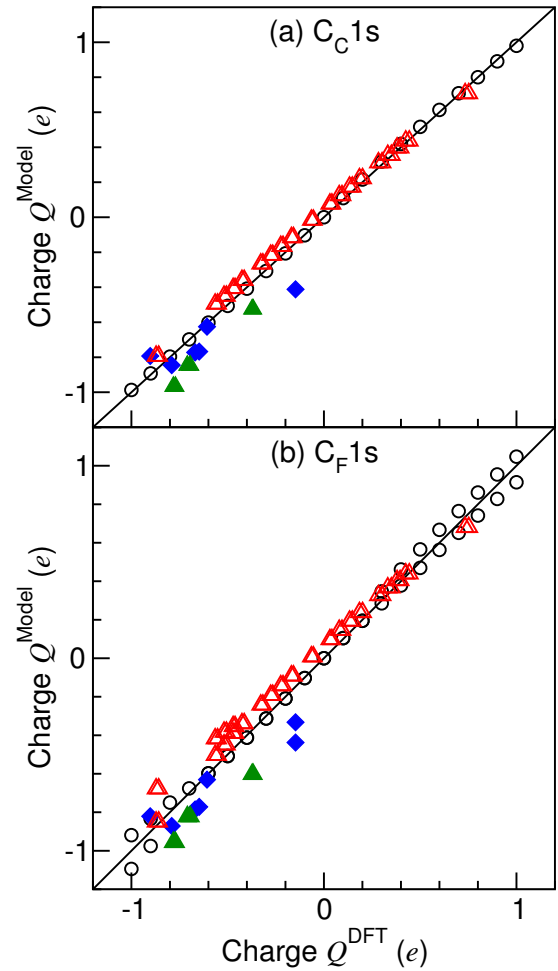 (a) C_C1s
1
0
-1
Charge Q^Model (e)
(b) C_F1s
1
0
-1
Charge Q^Model (e)
-1 0 1
Charge Q^DFT (e)